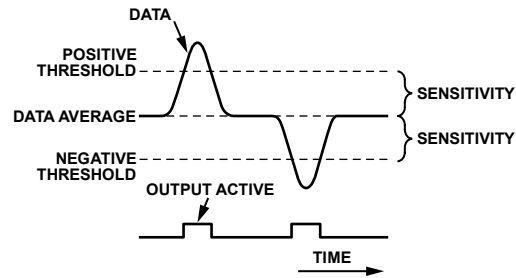 DATA
POSITIVE
THRESHOLD
SENSITIVITY
DATA AVERAGE
SENSITIVITY
NEGATIVE
THRESHOLD
OUTPUT ACTIVE
TIME